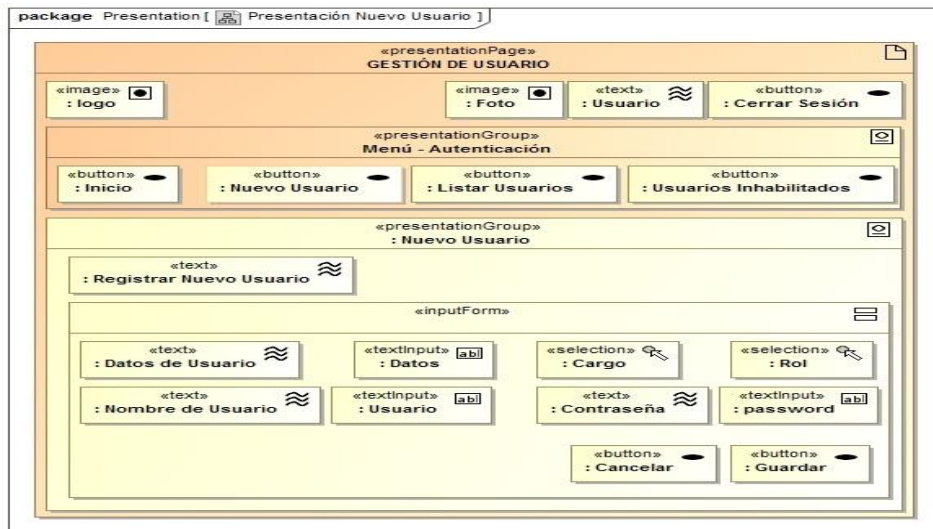 package Presentation [ Presentación Nuevo Usuario ]
«presentationPage»
GESTIÓN DE USUARIO
«image»
: logo
«image»
: Foto
«text»
: Usuario
«button»
: Cerrar Sesión
«presentationGroup»
Menú - Autenticación
«button»
: Inicio
«button»
: Nuevo Usuario
«button»
: Listar Usuarios
«button»
: Usuarios Inhabilitados
«presentationGroup»
: Nuevo Usuario
«text»
: Registrar Nuevo Usuario
«inputForm»
«text»
: Datos de Usuario
«textInput»
: Datos
abl
«selection»
: Cargo
«selection»
: Rol
«text»
: Nombre de Usuario
«textInput»
: Usuario
abl
«text»
: Contraseña
«textInput»
: password
abl
«button»
: Cancelar
«button»
: Guardar